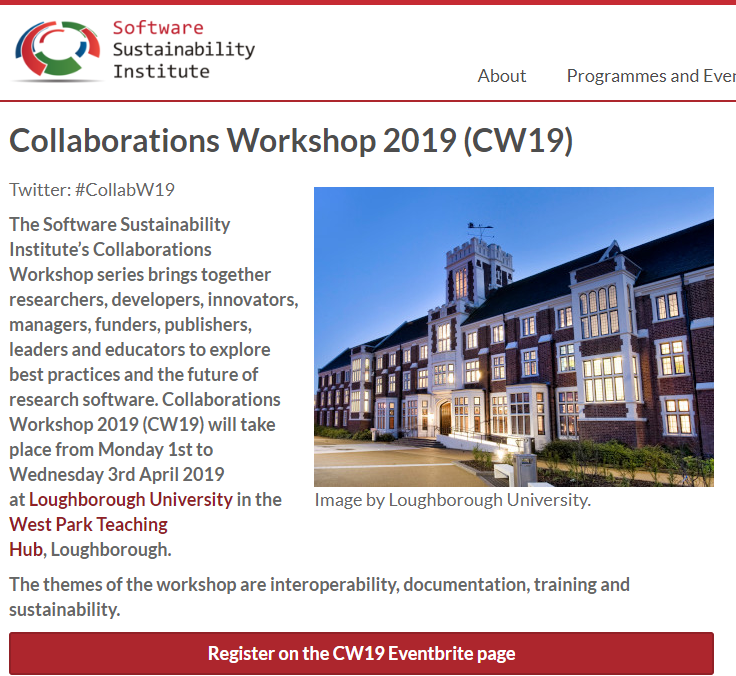 Software
Sustainability
Institute
About
Programmes and Even
Collaborations Workshop 2019 (CW19)
Twitter: #CollabW19
The Software Sustainability
Institute’s Collaborations
Workshop series brings together
researchers, developers, innovators,
managers, funders, publishers,
leaders and educators to explore
best practices and the future of
research software. Collaborations
Workshop 2019 (CW19) will take
place from Monday 1st to
Wednesday 3rd April 2019
at Loughborough University in the
West Park Teaching
Hub, Loughborough.
Image by Loughborough University.
The themes of the workshop are interoperability, documentation, training and
sustainability.
Register on the CW19 Eventbrite page